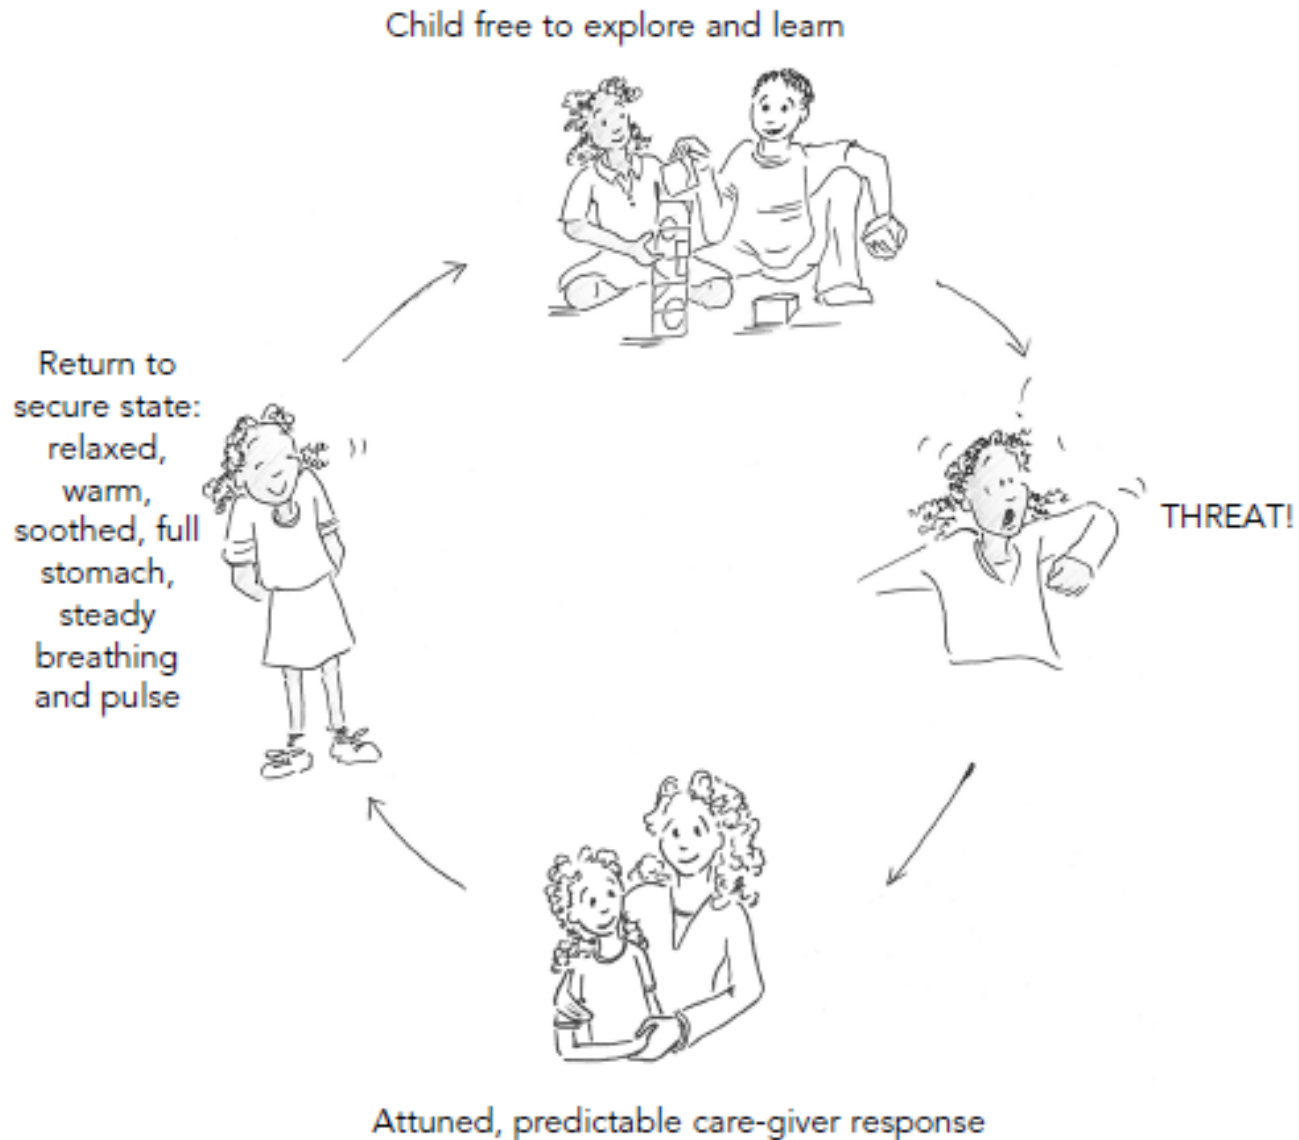 Child free to explore and learn
Return to
secure state:
relaxed,
warm,
soothed, full
stomach,
steady
breathing
and pulse
THREAT!
Attuned, predictable care-giver response